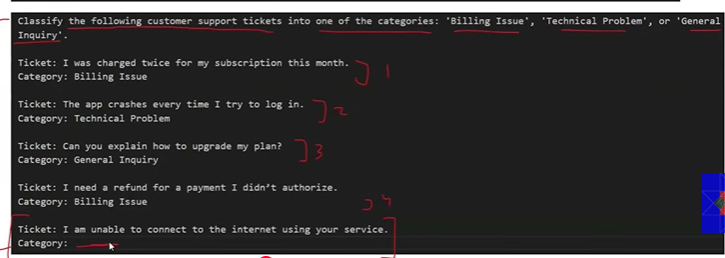 Classify the following customer support tickets into one of the categories: 'Billing Issue', 'Technical Problem', or 'General
Inquiry'.
Ticket: I was charged twice for my subscription this month.
Category: Billing Issue
1
Ticket: The app crashes every time I try to log in.
Category: Technical Problem
2
Ticket: Can you explain how to upgrade my plan?
Category: General Inquiry
3
Ticket: I need a refund for a payment I didn't authorize.
Category: Billing Issue
4
Ticket: I am unable to connect to the internet using your service.
Category: